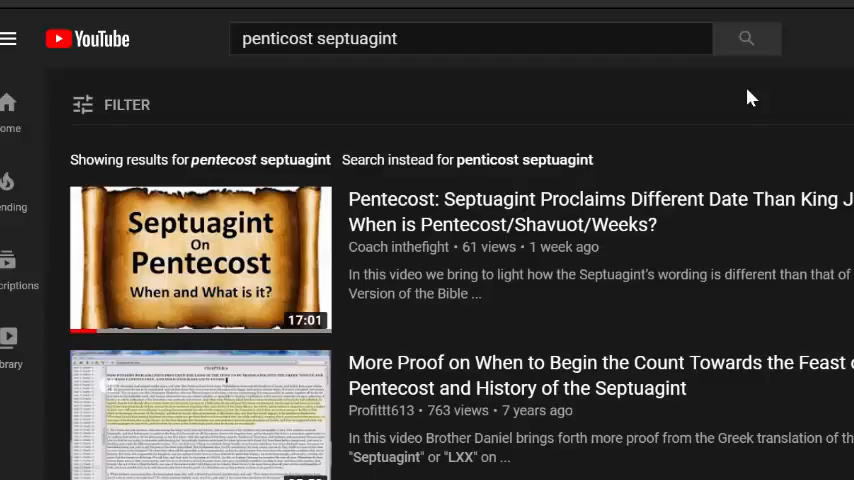 YouTube
penticost septuagint
FILTER
ome
Showing results for pentecost septuagint Search instead for penticost septuagint
ending
Septuagint
On
Pentecost
When and What is it?
17:01
Pentecost: Septuagint Proclaims Different Date Than King J
When is Pentecost/Shavuot/Weeks?
Coach inthefight • 61 views • 1 week ago
In this video we bring to light how the Septuagint's wording is different than that of
Version of the Bible ...
criptions
brary
More Proof on When to Begin the Count Towards the Feast o
Pentecost and History of the Septuagint
Profittt613 • 763 views • 7 years ago
In this video Brother Daniel brings forth more proof from the Greek translation of th
"Septuagint" or "LXX" on ...